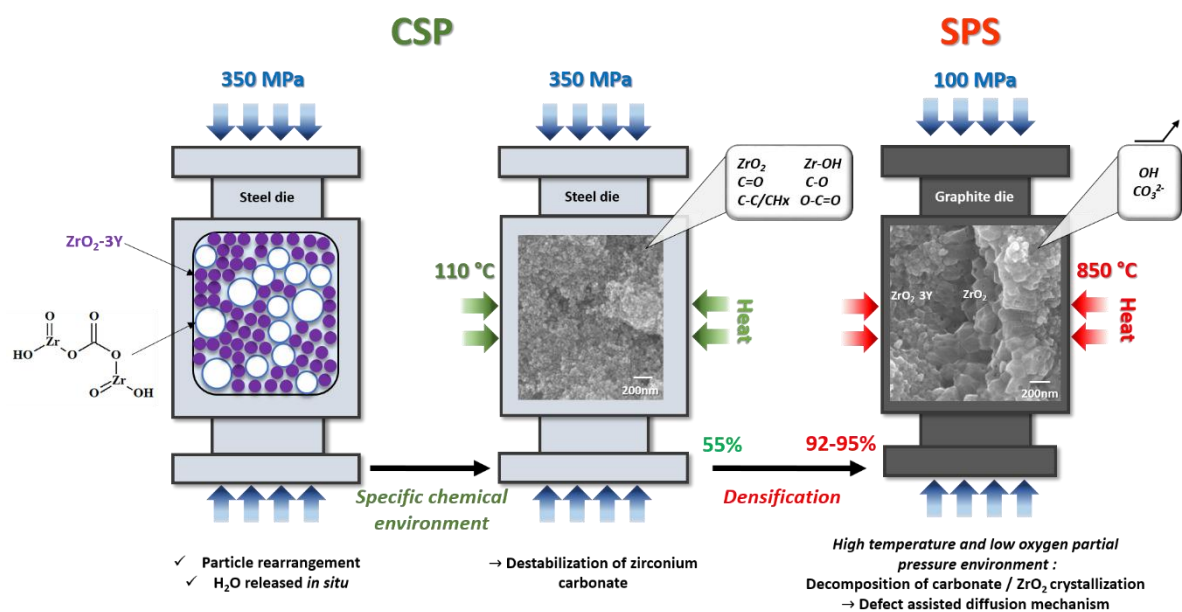 CSP
SPS
350 MPa
350 MPa
100 MPa
Steel die
Steel die
Graphite die
ZrO2 Zr-OH
C=O C-O
C-C/CHx O-C=O
OH
CO3²⁻
ZrO2-3Y
O
O
Zr
HO
O
O
O
Zr
OH
110 °C
Heat
ZrO2 3Y
ZrO2
850 °C
Heat
200nm
200nm
55%
92-95%
Specific chemical
environment
Densification
✓ Particle rearrangement
✓ H2O released in situ
→ Destabilization of zirconium
carbonate
High temperature and low oxygen partial
pressure environment :
Decomposition of carbonate / ZrO2 crystallization
→ Defect assisted diffusion mechanism